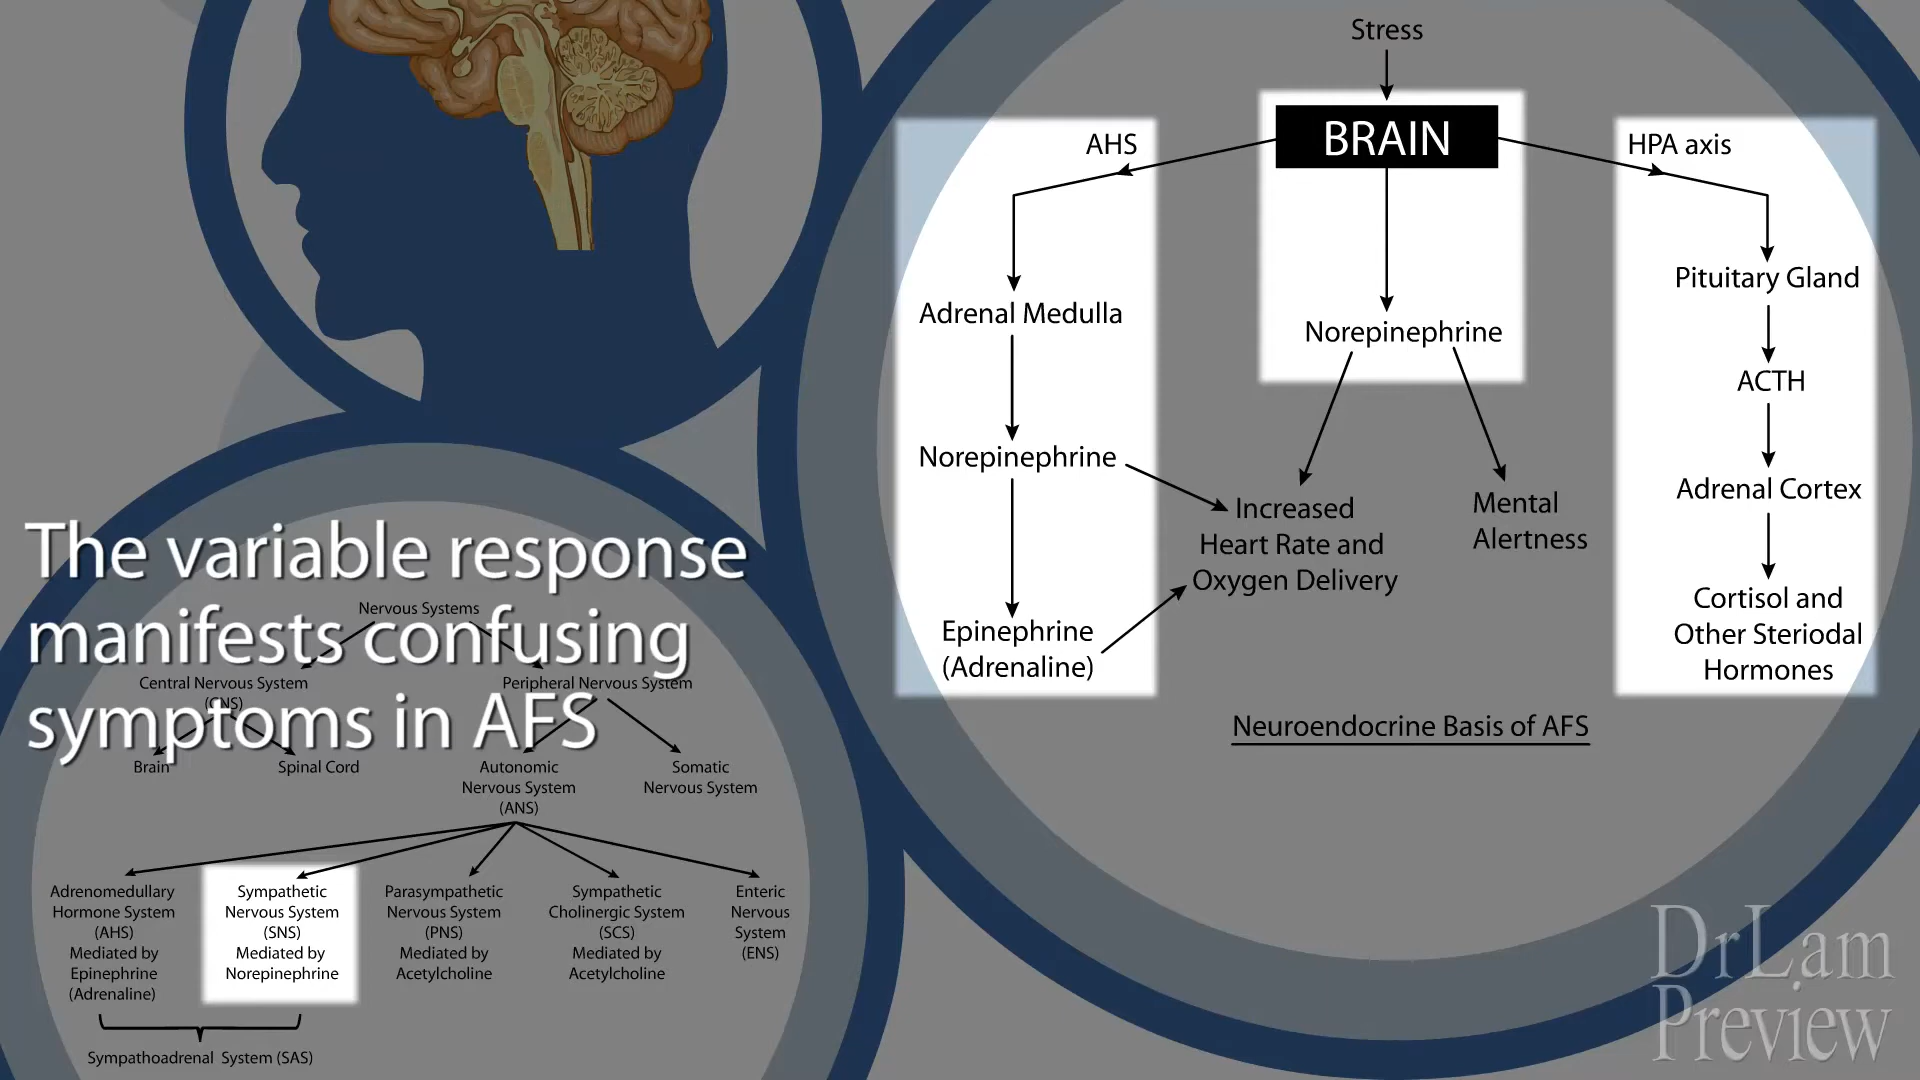 Stress
BRAIN
AHS
HPA axis
Adrenal Medulla
Norepinephrine
Epinephrine
(Adrenaline)
Norepinephrine
Increased
Heart Rate and
Oxygen Delivery
Mental
Alertness
Pituitary Gland
ACTH
Adrenal Cortex
Cortisol and
Other Steriodal
Hormones
Neuroendocrine Basis of AFS
The variable response
manifests confusing
symptoms in AFS
Nervous Systems
Central Nervous System
(CNS)
Peripheral Nervous System
Brain
Spinal Cord
Autonomic
Nervous System
(ANS)
Somatic
Nervous System
Adrenomedullary
Hormone System
(AHS)
Mediated by
Epinephrine
(Adrenaline)
Sympathetic
Nervous System
(SNS)
Mediated by
Norepinephrine
Parasympathetic
Nervous System
(PNS)
Mediated by
Acetylcholine
Sympathetic
Cholinergic System
(SCS)
Mediated by
Acetylcholine
Enteric
Nervous
System
(ENS)
Sympathoadrenal System (SAS)
DrLam
Preview